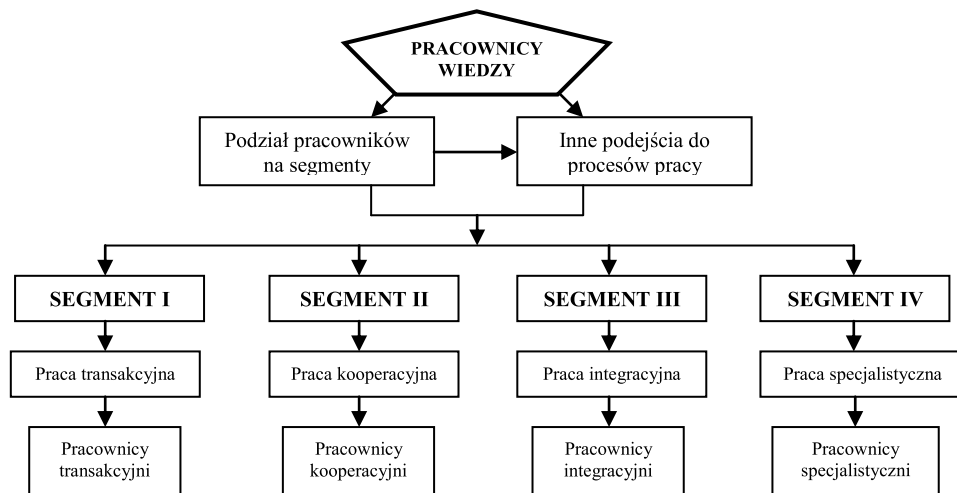 PRACOWNICY
WIEDZY
Podział pracowników
na segmenty
Inne podejścia do
procesów pracy
SEGMENT I
SEGMENT II
SEGMENT III
SEGMENT IV
Praca transakcyjna
Praca kooperacyjna
Praca integracyjna
Praca specjalistyczna
Pracownicy
transakcyjni
Pracownicy
kooperacyjni
Pracownicy
integracyjni
Pracownicy
specjalistyczni